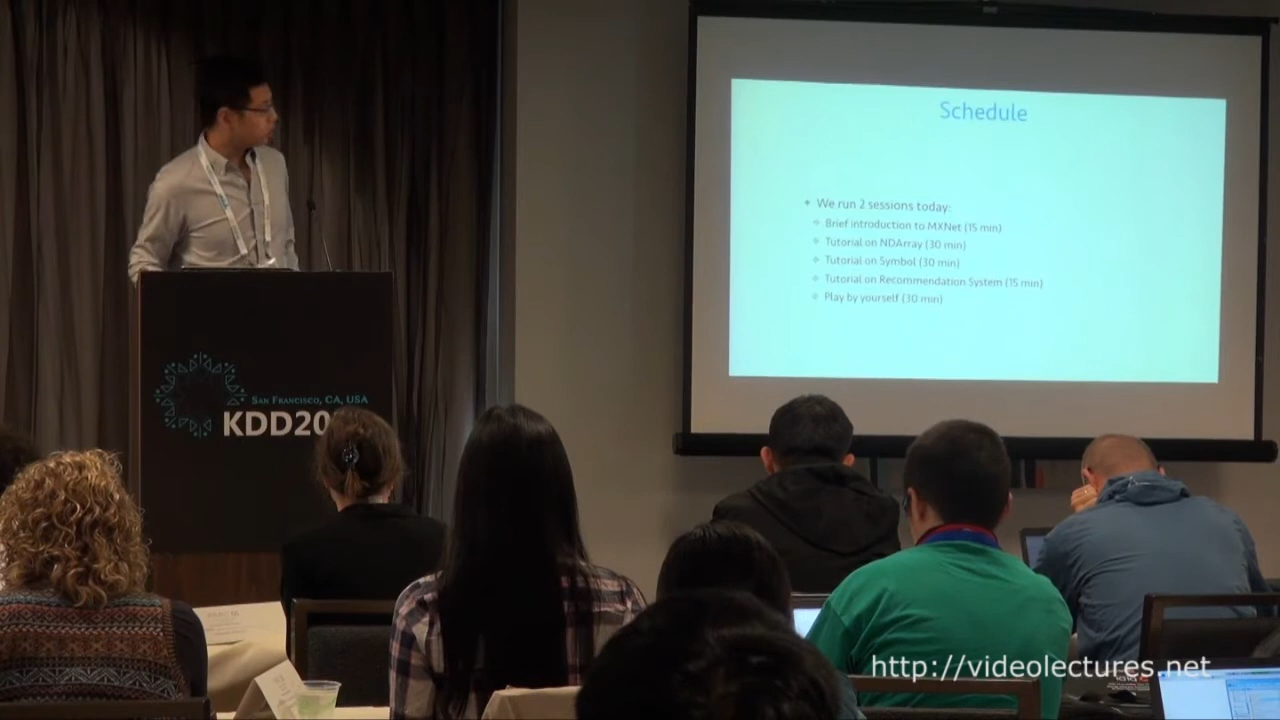 Schedule
We run 2 sessions today:
Brief introduction to MXNet (15 min)
Tutorial on NDArray (30 min)
Tutorial on Symbol (30 min)
Tutorial on Recommendation System (15 min)
Play by yourself (30 min)
SAN FRANCISCO, CA, USA
KDD20
http://videolectures.net